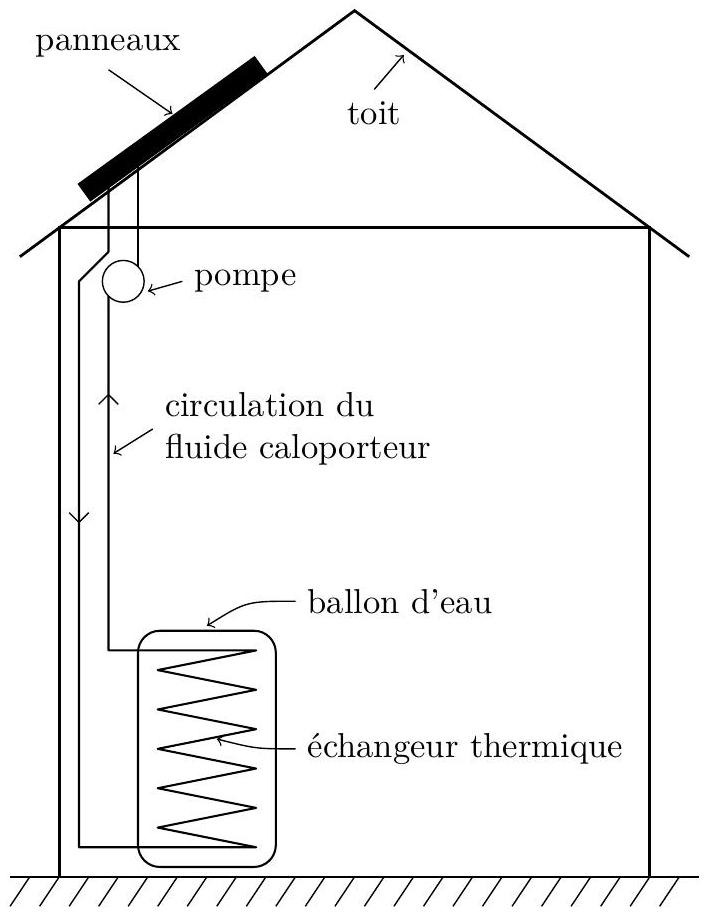 panneaux
toit
pompe
circulation du
fluide caloporteur
ballon d'eau
échangeur thermique